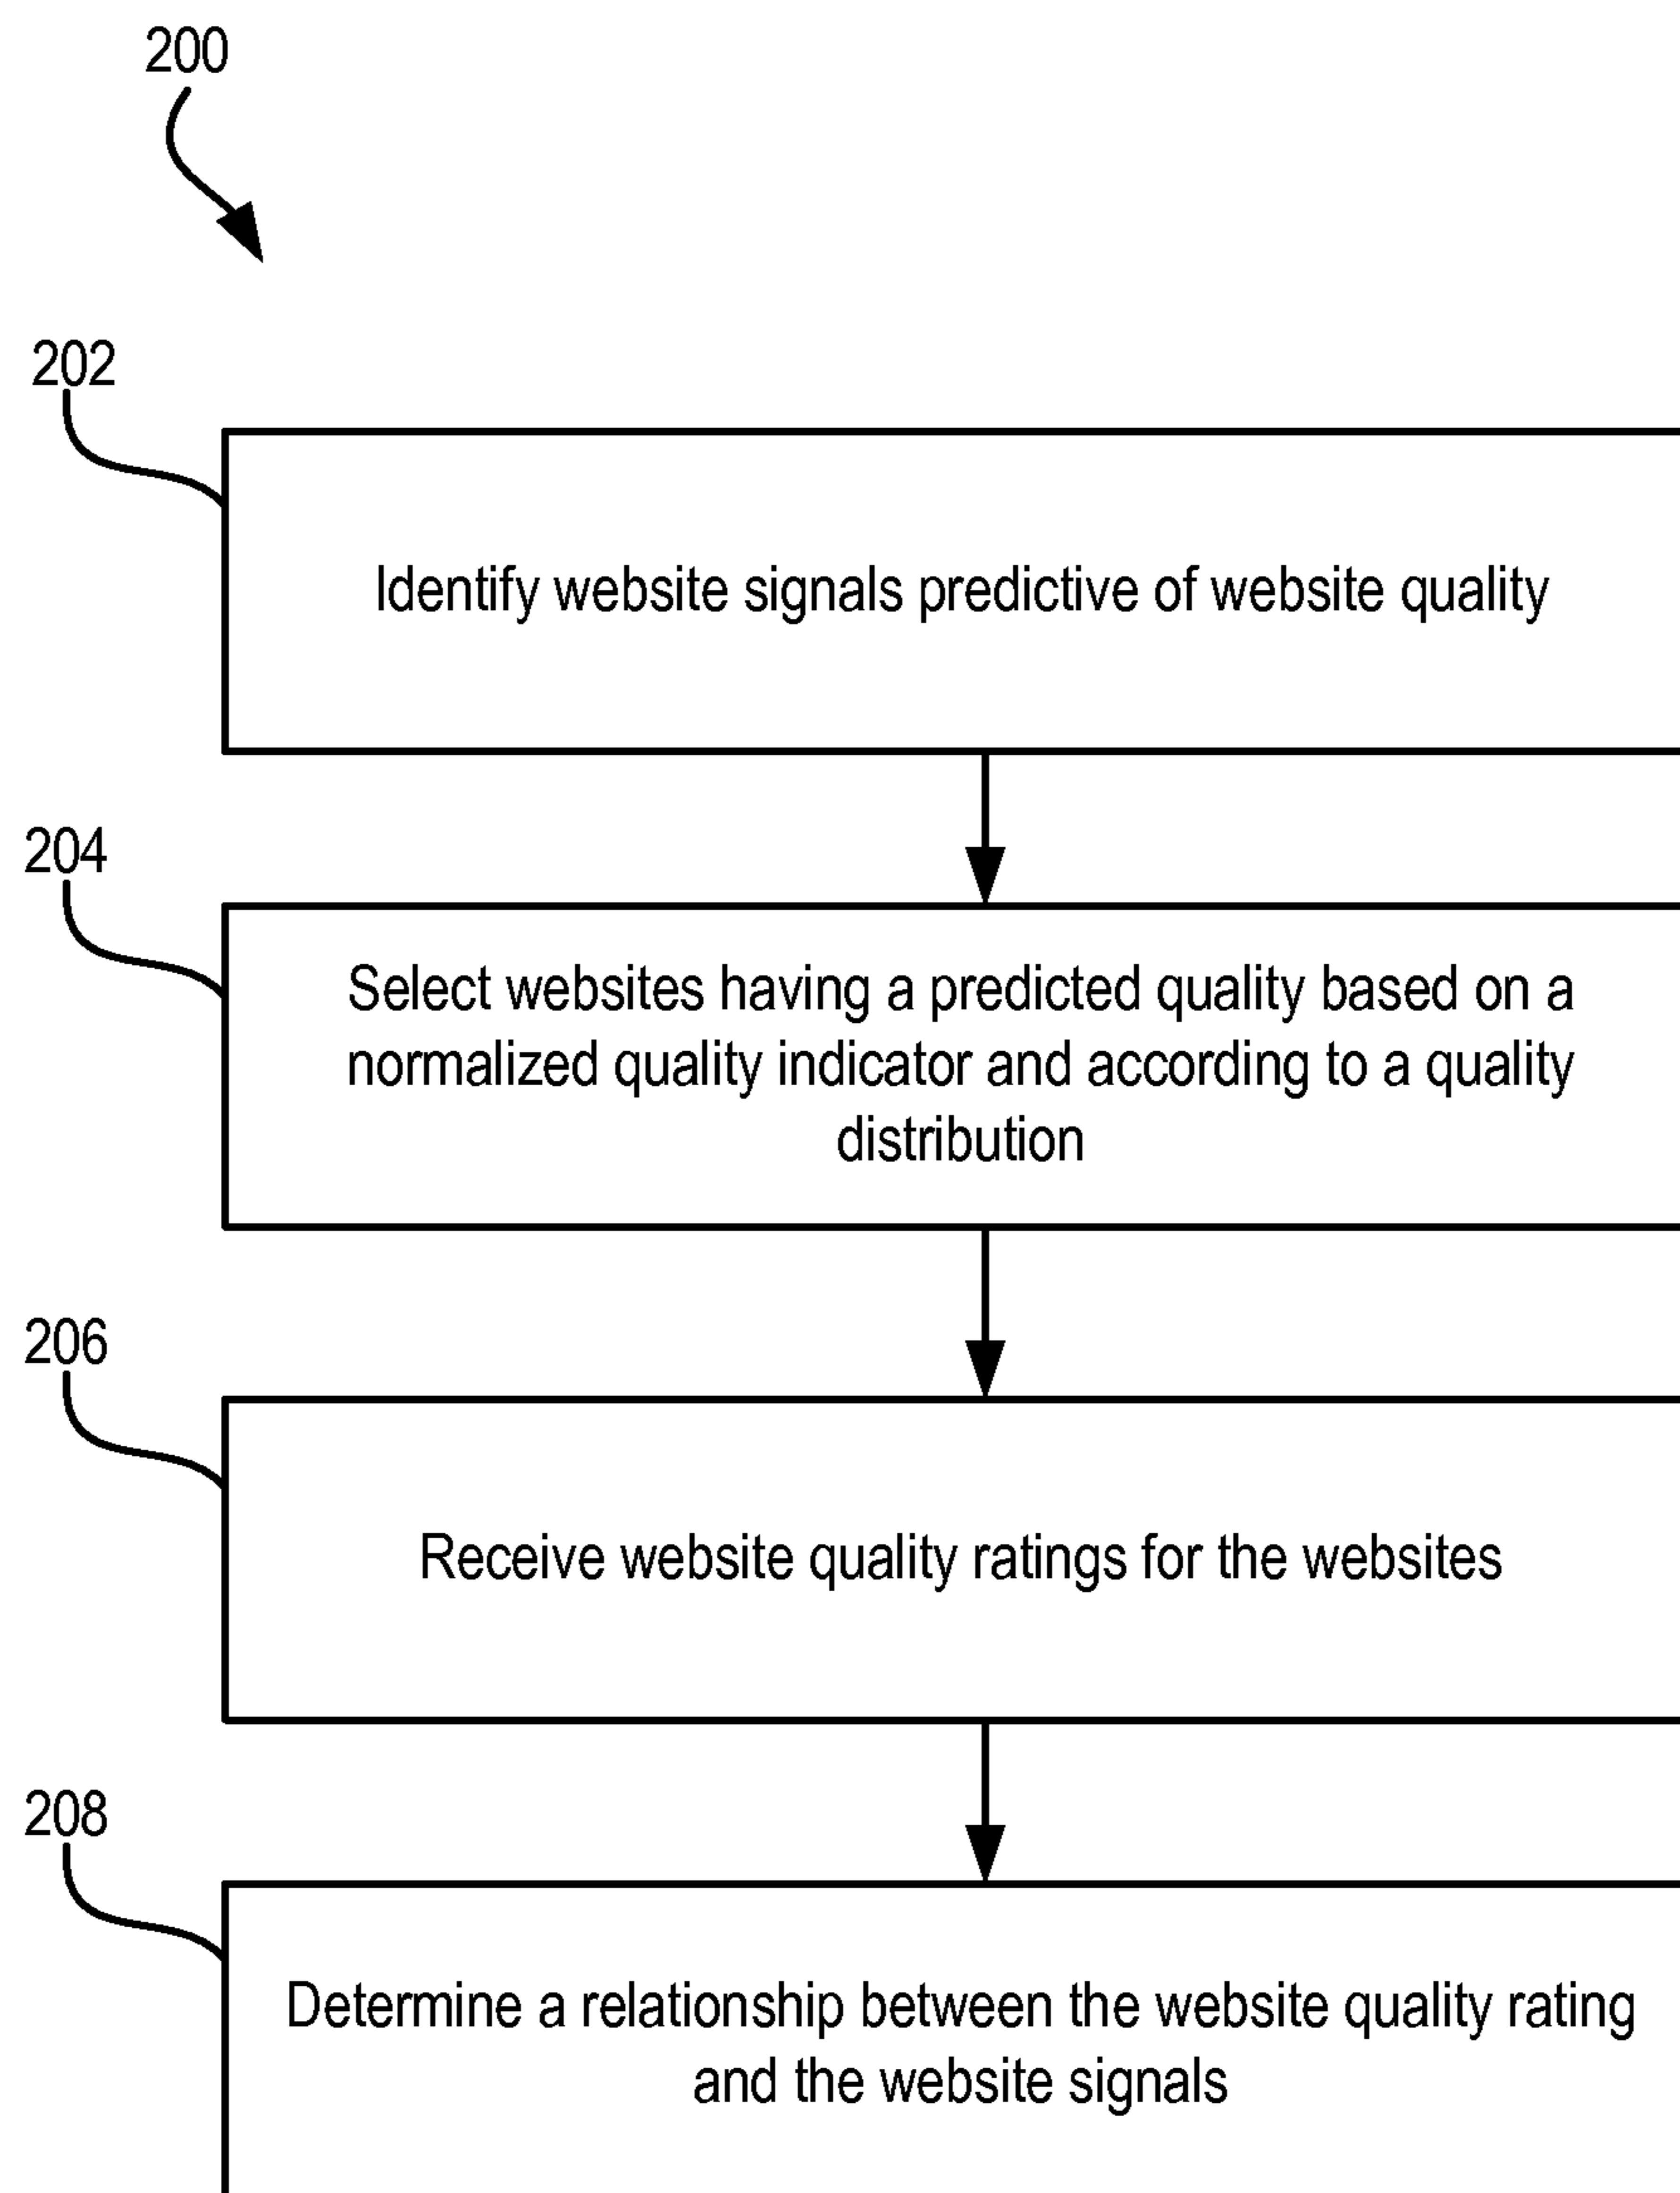 200
202
Identify website signals predictive of website quality
204
Select websites having a predicted quality based on a
normalized quality indicator and according to a quality
distribution
206
Receive website quality ratings for the websites
208
Determine a relationship between the website quality rating
and the website signals